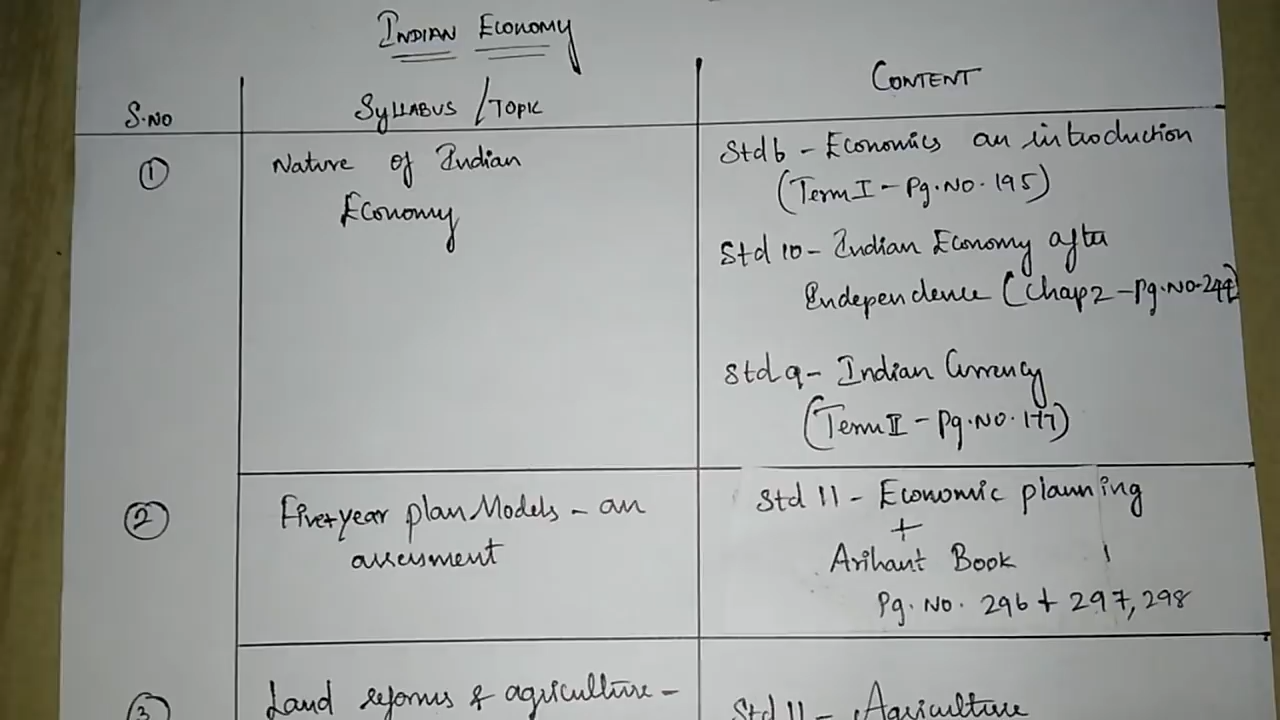 INDIAN ECONOMY
S.NO
SYLLABUS / TOPIC
CONTENT
① Nature of Indian
Economy
Std 6 - Economics an introduction
(Term I - Pg.No. 195)
Std 10 - Indian Economy after
Independence (Chap 2 - Pg.No.
Std 9 - Indian Currency
(Term II - Pg.No. 177)
② Five year plan Models - an
assessment
Std 11 - Economic planning
+
Arihant Book
Pg. No. 296 + 297, 298
③ Land reforms & agriculture -
Std 11 - Agriculture